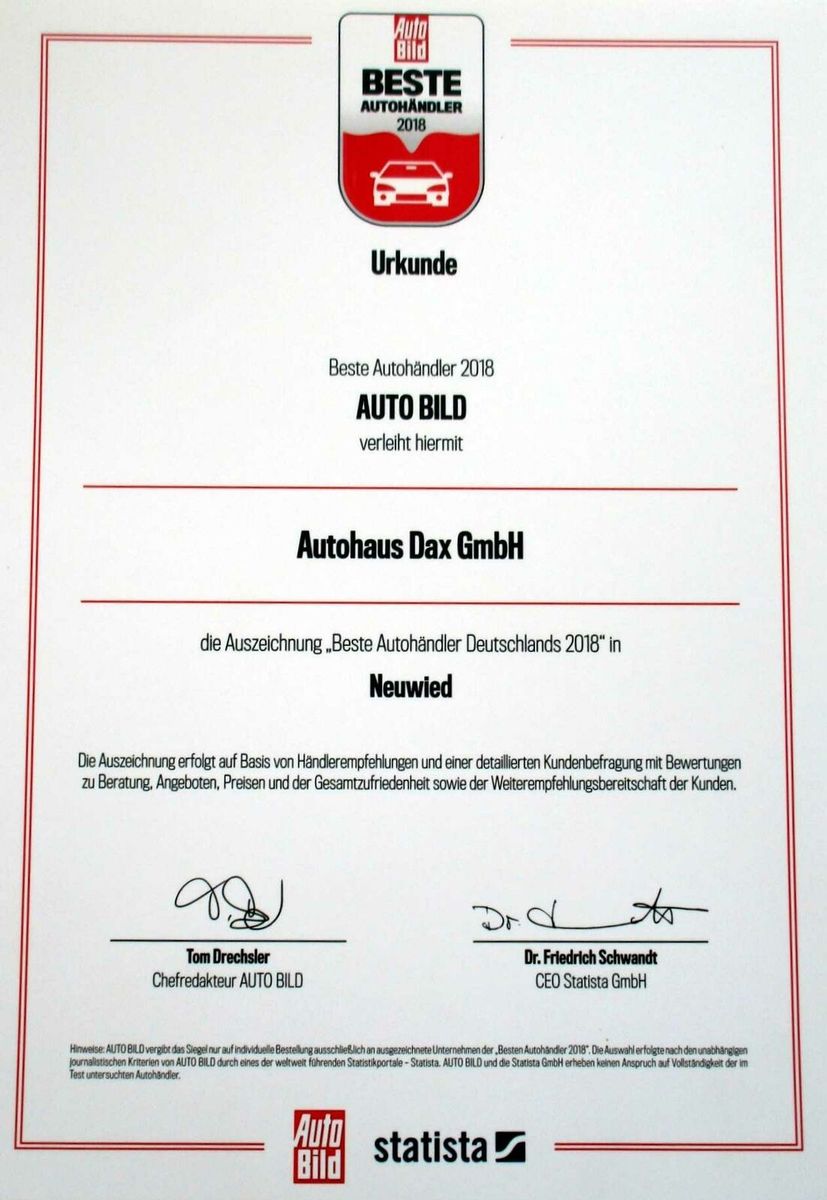 Auto
Bild
BESTE
AUTOHÄNDLER
2018
Urkunde
Beste Autohändler 2018
AUTO BILD
verleiht hiermit
Autohaus Dax GmbH
die Auszeichnung „Beste Autohändler Deutschlands 2018“ in
Neuwied
Die Auszeichnung erfolgt auf Basis von Händlerempfehlungen und einer detaillierten Kundenbefragung mit Bewertungen
zu Beratung, Angeboten, Preisen und der Gesamtzufriedenheit sowie der Weiterempfehlungsbereitschaft der Kunden.
Dr.
Tom Drechsler
Chefredakteur AUTO BILD
Dr. Friedrich Schwandt
CEO Statista GmbH
Hinweise: AUTO BILD vergibt das Siegel nur auf individuelle Bestellung ausschließlich an ausgezeichnete Unternehmen der „Besten Autohändler 2018“. Die Auswahl erfolgte nach den unabhängigen
journalistischen Kriterien von AUTO BILD durch eines der weltweit führenden Statistikportale – Statista. AUTO BILD und die Statista GmbH erheben keinen Anspruch auf Vollständigkeit der im
Test untersuchten Autohändler.
Auto
Bild
statista